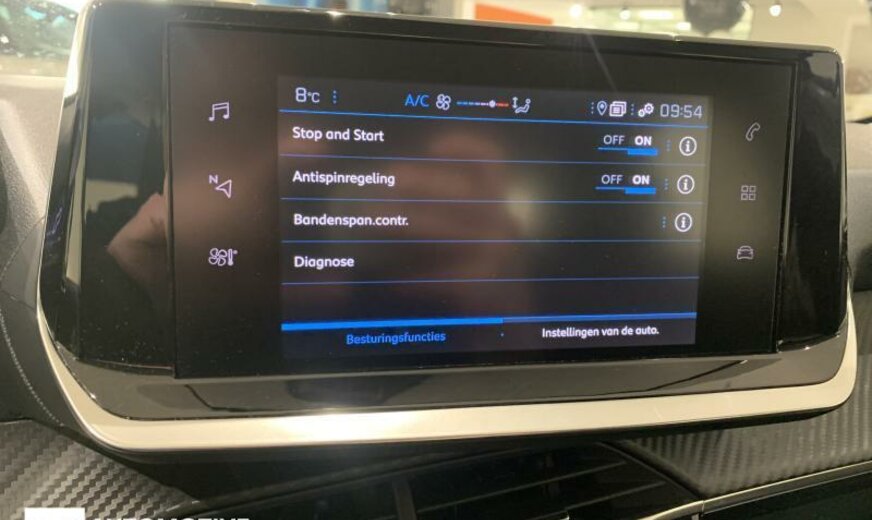 8°C
A/C
09:54
Stop and Start
OFF ON
Antispinregeling
OFF ON
Bandenspan.contr.
Diagnose
Besturingsfuncties
Instellingen van de auto.
N
AUTOMOTIVE